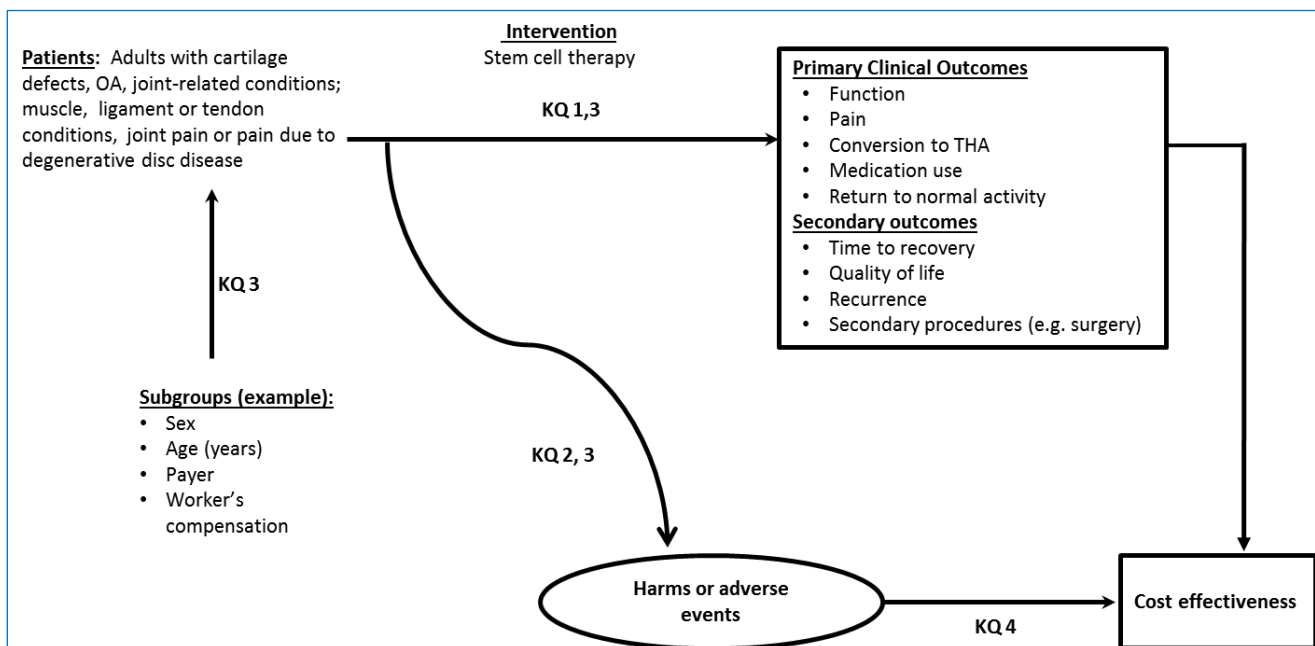 Intervention
Stem cell therapy
Patients: Adults with cartilage
defects, OA, joint-related conditions;
muscle, ligament or tendon
conditions, joint pain or pain due to
degenerative disc disease
KQ 1,3
Primary Clinical Outcomes
• Function
• Pain
• Conversion to THA
• Medication use
• Return to normal activity
Secondary outcomes
• Time to recovery
• Quality of life
• Recurrence
• Secondary procedures (e.g. surgery)
KQ 3
Subgroups (example):
• Sex
• Age (years)
• Payer
• Worker's
compensation
KQ 2, 3
Harms or adverse
events
KQ 4
Cost effectiveness